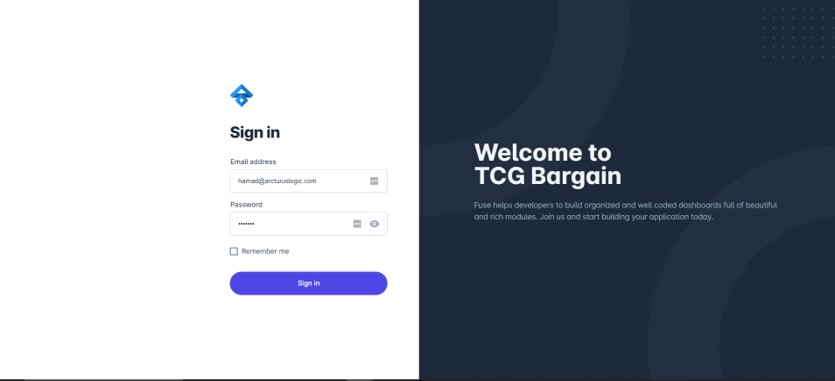 Sign in
Email address
hamad@arcturuslogic.com
Password
•••••••
Remember me
Sign in
Welcome to
TCG Bargain
Fuse helps developers to build organized and well coded dashboards full of beautiful
and rich modules. Join us and start building your application today.